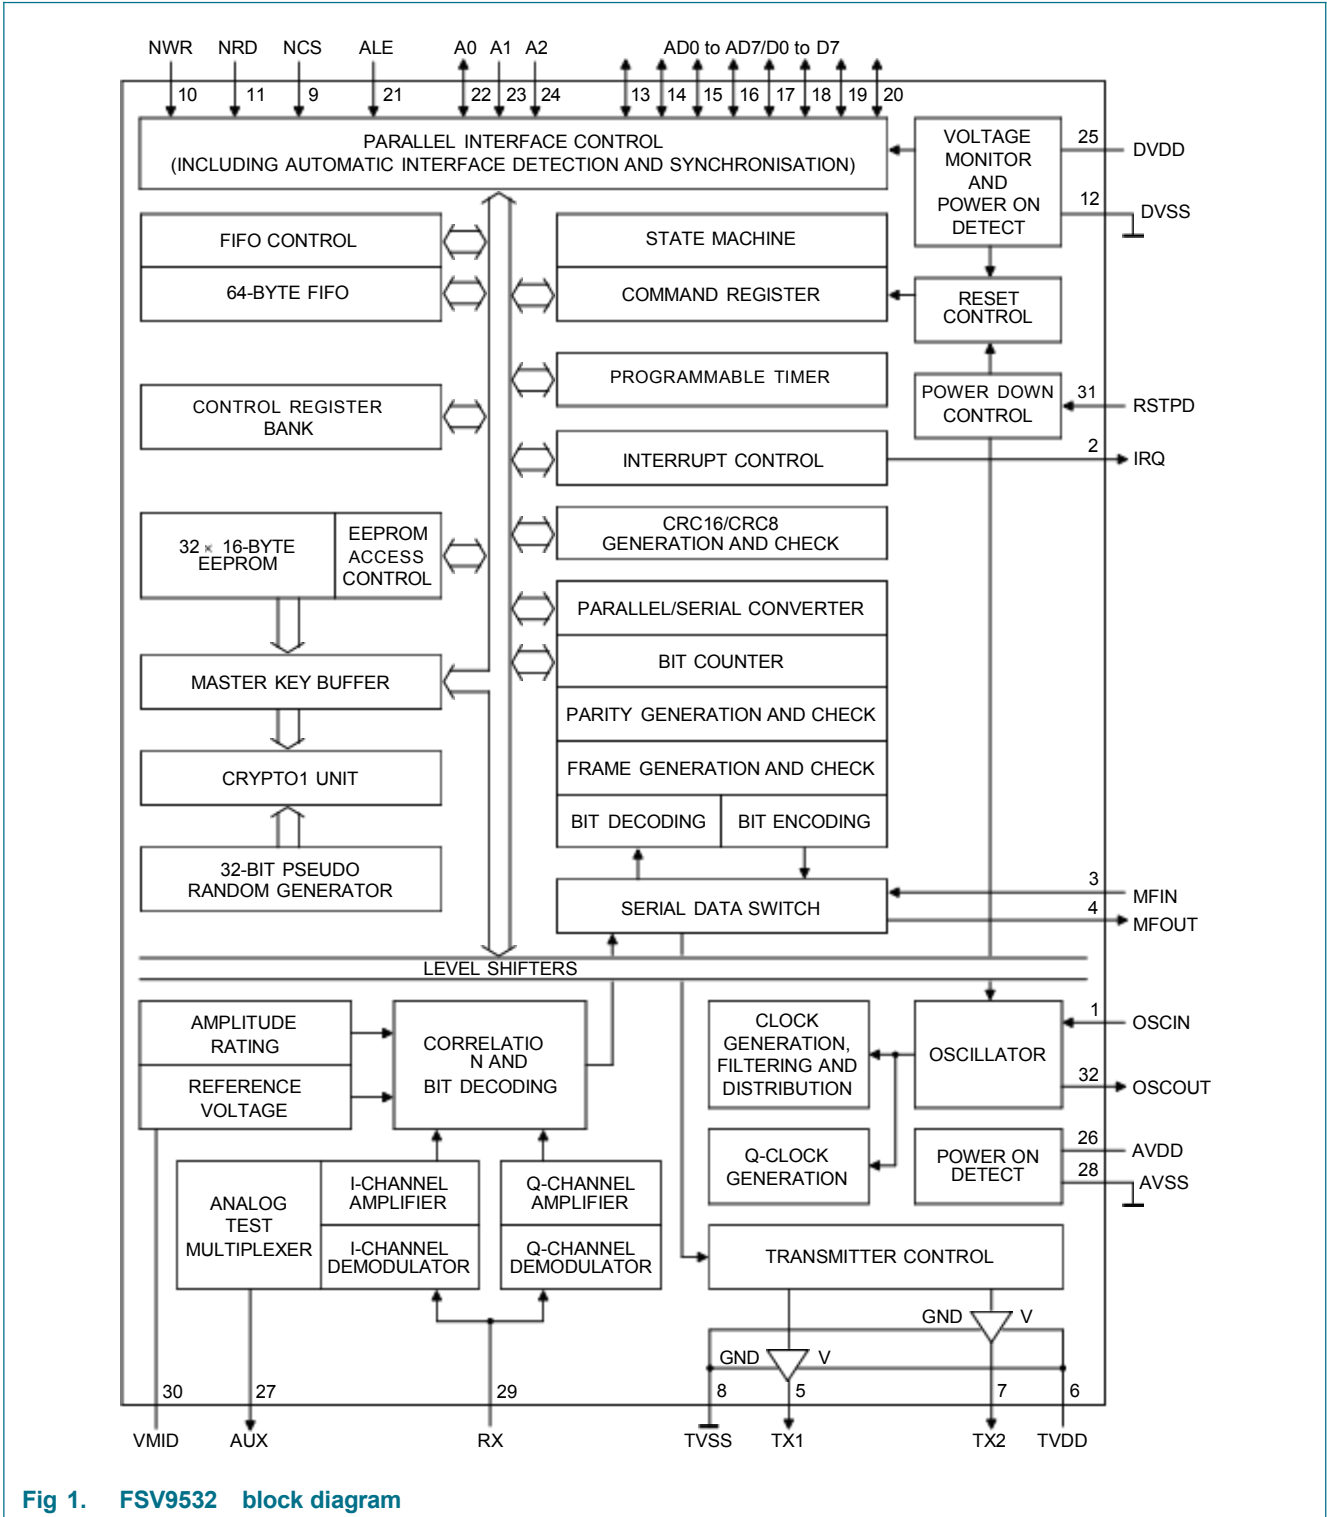 NWR NRD NCS ALE A0 A1 A2 AD0 to AD7/D0 to D7
10 11 9 21 22 23 24 13 14 15 16 17 18 19 20
PARALLEL INTERFACE CONTROL
(INCLUDING AUTOMATIC INTERFACE DETECTION AND SYNCHRONISATION)
VOLTAGE
MONITOR
AND
POWER ON
DETECT
25
DVDD
12
DVSS
FIFO CONTROL
64-BYTE FIFO
STATE MACHINE
COMMAND REGISTER
RESET
CONTROL
PROGRAMMABLE TIMER
POWER DOWN
CONTROL
31
RSTPD
CONTROL REGISTER
BANK
INTERRUPT CONTROL
2
IRQ
32 × 16-BYTE
EEPROM
EEPROM
ACCESS
CONTROL
CRC16/CRC8
GENERATION AND CHECK
PARALLEL/SERIAL CONVERTER
BIT COUNTER
MASTER KEY BUFFER
PARITY GENERATION AND CHECK
FRAME GENERATION AND CHECK
CRYPTO1 UNIT
BIT DECODING
BIT ENCODING
32-BIT PSEUDO
RANDOM GENERATOR
SERIAL DATA SWITCH
3
MFIN
4
MFOUT
LEVEL SHIFTERS
AMPLITUDE
RATING
REFERENCE
VOLTAGE
CORRELATIO
N AND
BIT DECODING
CLOCK
GENERATION,
FILTERING AND
DISTRIBUTION
OSCILLATOR
1
OSCIN
32
OSCOUT
Q-CLOCK
GENERATION
POWER ON
DETECT
26
AVDD
28
AVSS
ANALOG
TEST
MULTIPLEXER
I-CHANNEL
AMPLIFIER
I-CHANNEL
DEMODULATOR
Q-CHANNEL
AMPLIFIER
Q-CHANNEL
DEMODULATOR
TRANSMITTER CONTROL
GND V
GND V
30 27 29 8 5 7 6
VMID AUX RX TVSS TX1 TX2 TVDD
Fig 1. FSV9532 block diagram